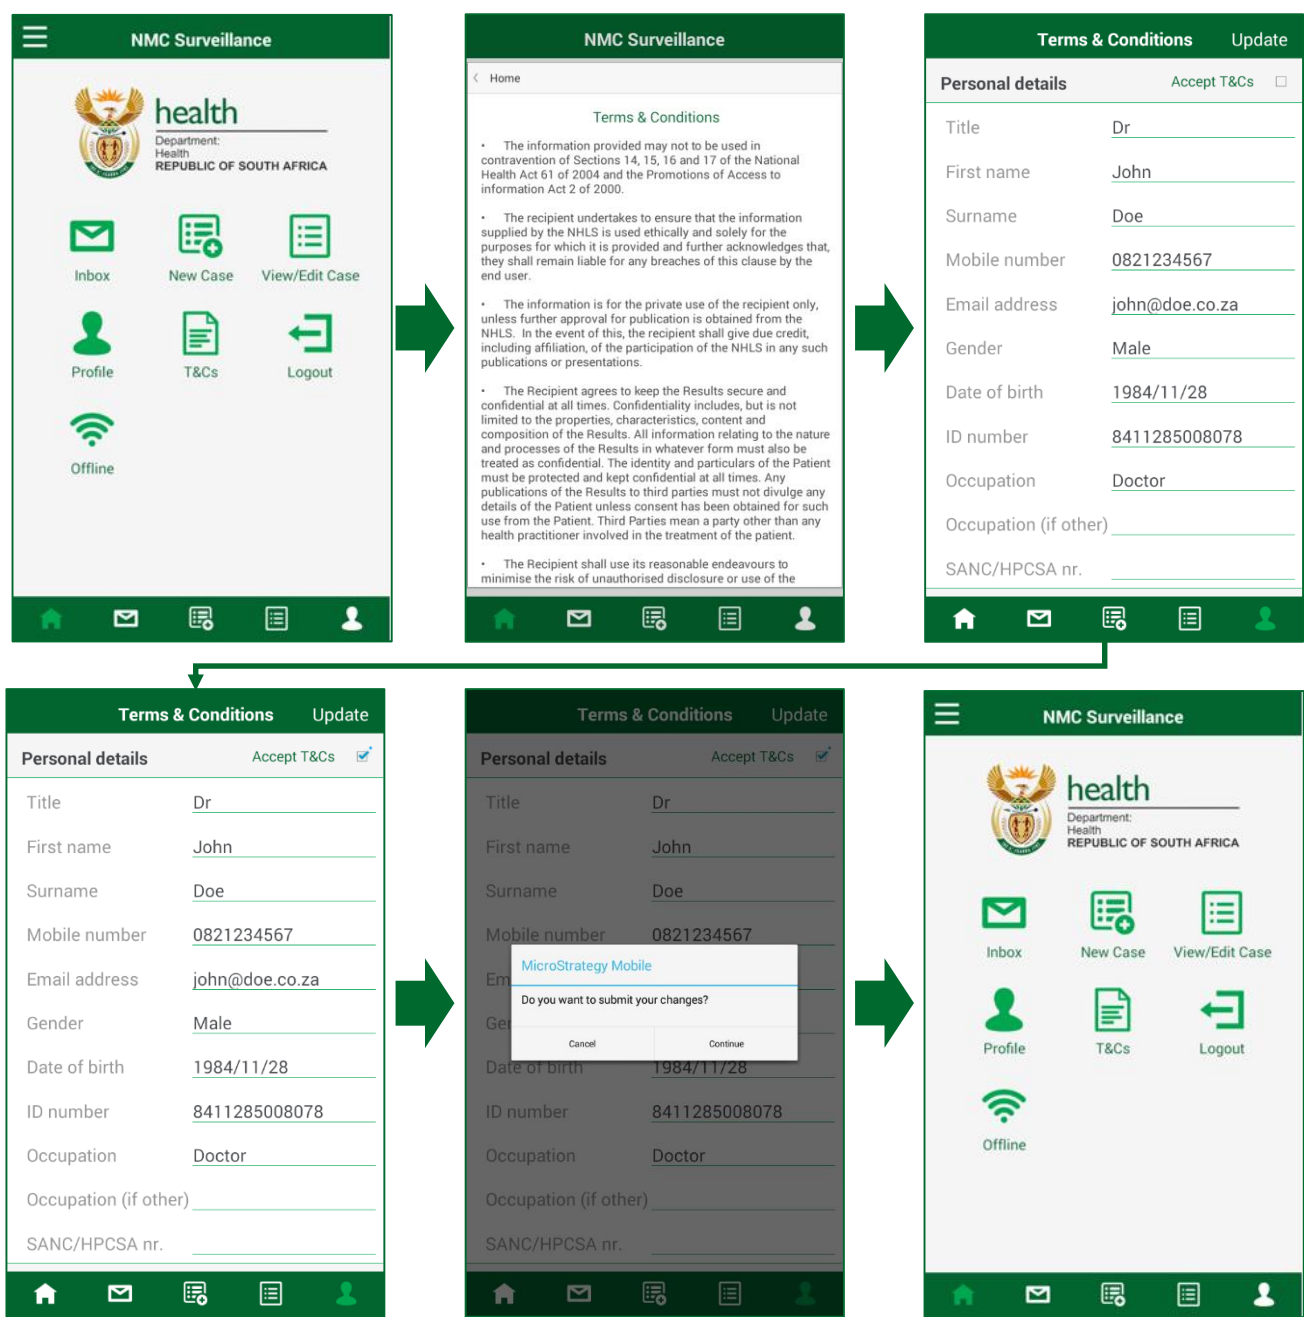 NMC Surveillance
health
Department:
Health
REPUBLIC OF SOUTH AFRICA
Inbox
New Case
View/Edit Case
Profile
T&Cs
Logout
Offline
NMC Surveillance
Home
Terms & Conditions
• The information provided may not to be used in
contravention of Sections 14, 15, 16 and 17 of the National
Health Act 61 of 2004 and the Promotions of Access to
information Act 2 of 2000.
• The recipient undertakes to ensure that the information
supplied by the NHLS is used ethically and solely for the
purposes for which it is provided and further acknowledges that,
they shall remain liable for any breaches of this clause by the
end user.
• The information is for the private use of the recipient only,
unless further approval for publication is obtained from the
NHLS. In the event of this, the recipient shall give due credit,
including affiliation, of the participation of the NHLS in any such
publications or presentations.
• The Recipient agrees to keep the Results secure and
confidential at all times. Confidentiality includes, but is not
limited to the properties, characteristics, content and
composition of the Results. All information relating to the nature
and processes of the Results in whatever form must also be
treated as confidential. The identity and particulars of the Patient
must be protected and kept confidential at all times. Any
publications of the Results to third parties must not divulge any
details of the Patient unless consent has been obtained for such
use from the Patient. Third Parties mean a party other than any
health practitioner involved in the treatment of the patient.
• The Recipient shall use its reasonable endeavours to
minimise the risk of unauthorised disclosure or use of the
Terms & Conditions Update
Personal details Accept T&Cs
Title Dr
First name John
Surname Doe
Mobile number 0821234567
Email address john@doe.co.za
Gender Male
Date of birth 1984/11/28
ID number 8411285008078
Occupation Doctor
Occupation (if other)
SANC/HPCSA nr.
Terms & Conditions Update
Personal details Accept T&Cs
Title Dr
First name John
Surname Doe
Mobile number 0821234567
Email address john@doe.co.za
Gender Male
Date of birth 1984/11/28
ID number 8411285008078
Occupation Doctor
Occupation (if other)
SANC/HPCSA nr.
Terms & Conditions Update
Personal details Accept T&Cs
Title Dr
First name John
Surname Doe
Mobile number 0821234567
MicroStrategy Mobile
Em
Do you want to submit your changes?
Ger
Cancel Continue
Date of birth 1984/11/28
ID number 8411285008078
Occupation Doctor
Occupation (if other)
SANC/HPCSA nr.
NMC Surveillance
health
Department:
Health
REPUBLIC OF SOUTH AFRICA
Inbox
New Case
View/Edit Case
Profile
T&Cs
Logout
Offline